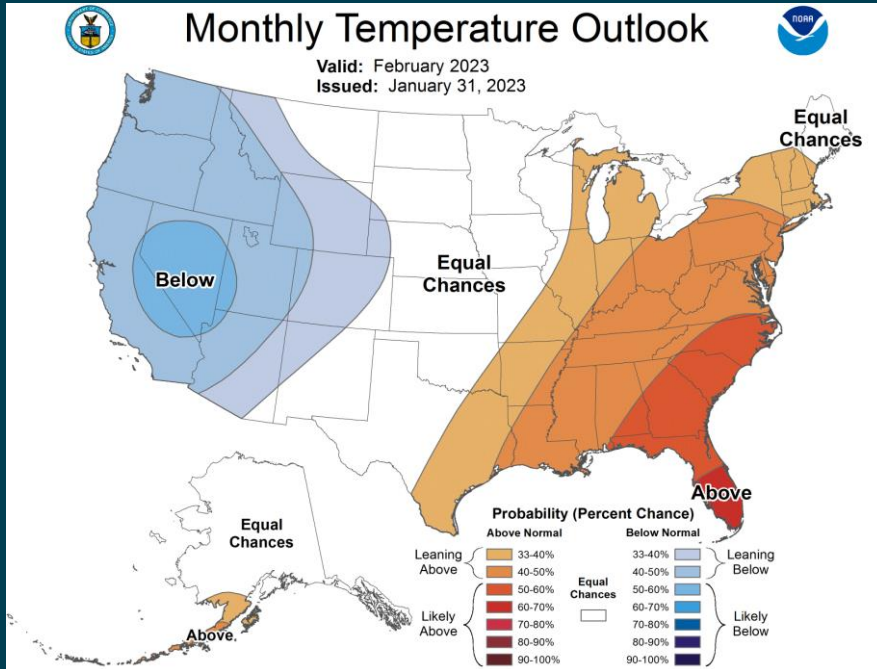 Monthly Temperature Outlook
NOAA
Valid: February 2023
Issued: January 31, 2023
Equal
Chances
Equal
Chances
Below
Above
Equal
Chances
Above
Probability (Percent Chance)
Above Normal
Below Normal
Leaning
Above
33-40%
40-50%
Likely
Above
50-60%
60-70%
70-80%
80-90%
90-100%
Equal
Chances
33-40%
40-50%
Leaning
Below
50-60%
60-70%
70-80%
80-90%
90-100%
Likely
Below